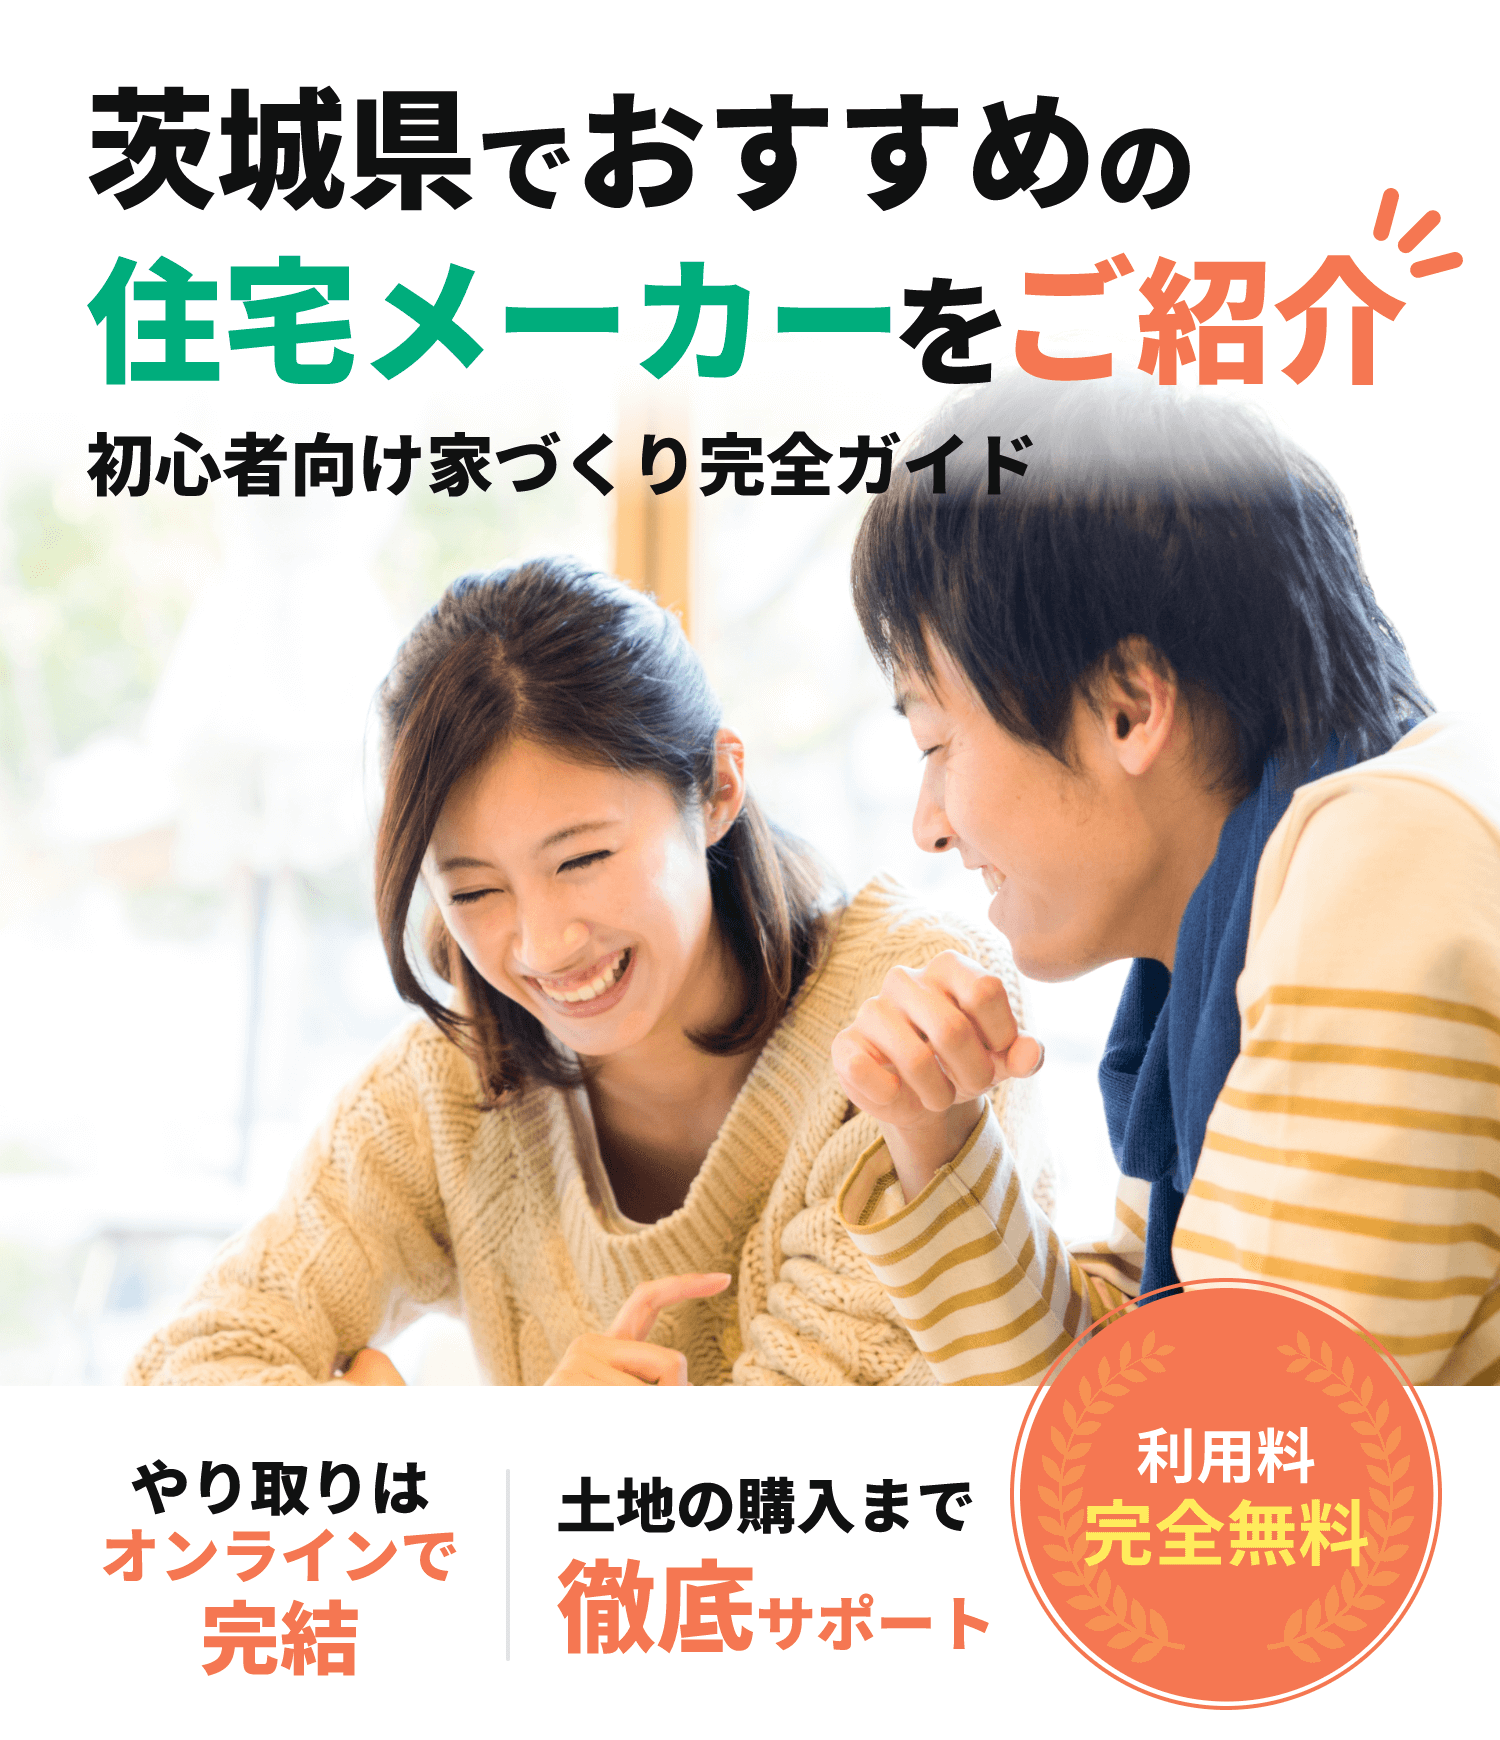 茨城県でおすすめの
住宅メーカーをご紹介
初心者向け家づくり完全ガイド
やり取りは
オンラインで
完結
土地の購入まで
徹底サポート
利用料
完全無料